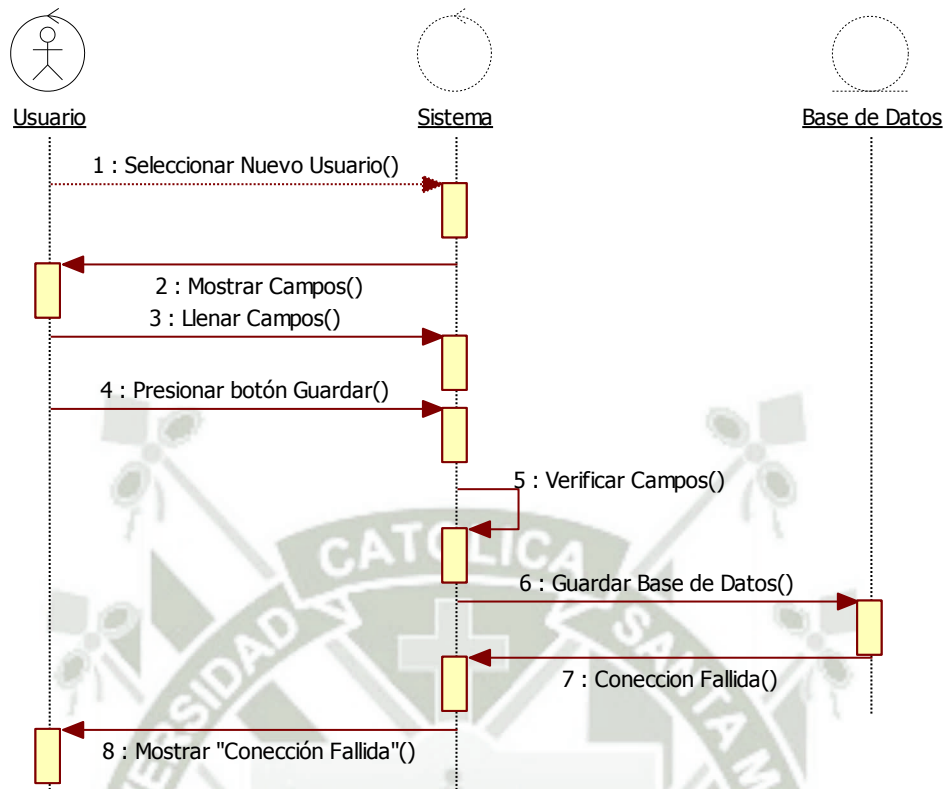 Usuario
Sistema
Base de Datos
1 : Seleccionar Nuevo Usuario()
2 : Mostrar Campos()
3 : Llenar Campos()
4 : Presionar botón Guardar()
5 : Verificar Campos()
CATOLICA
6 : Guardar Base de Datos()
7 : Coneccion Fallida()
8 : Mostrar "Conección Fallida"()